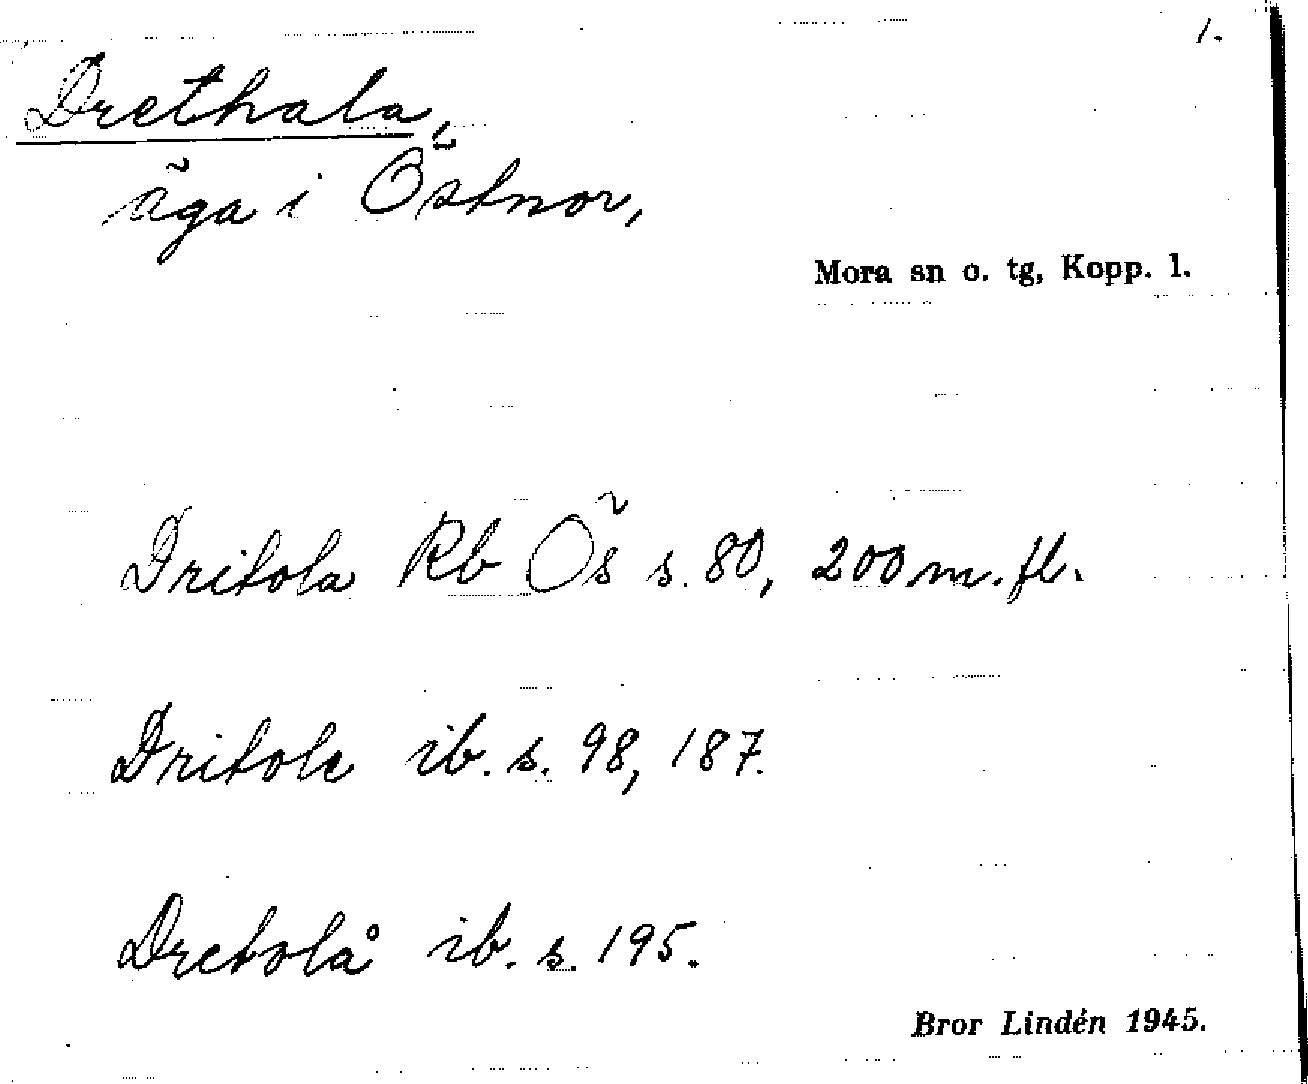 1.
Drethala,
äga i Östnor,
Mora sn o. tg, Kopp. l.
Dritola Rb Ös s. 80, 200 m. fl.
Dritole ib. s. 98, 187.
Dretolå ib. s. 195.
Bror Lindén 1945.